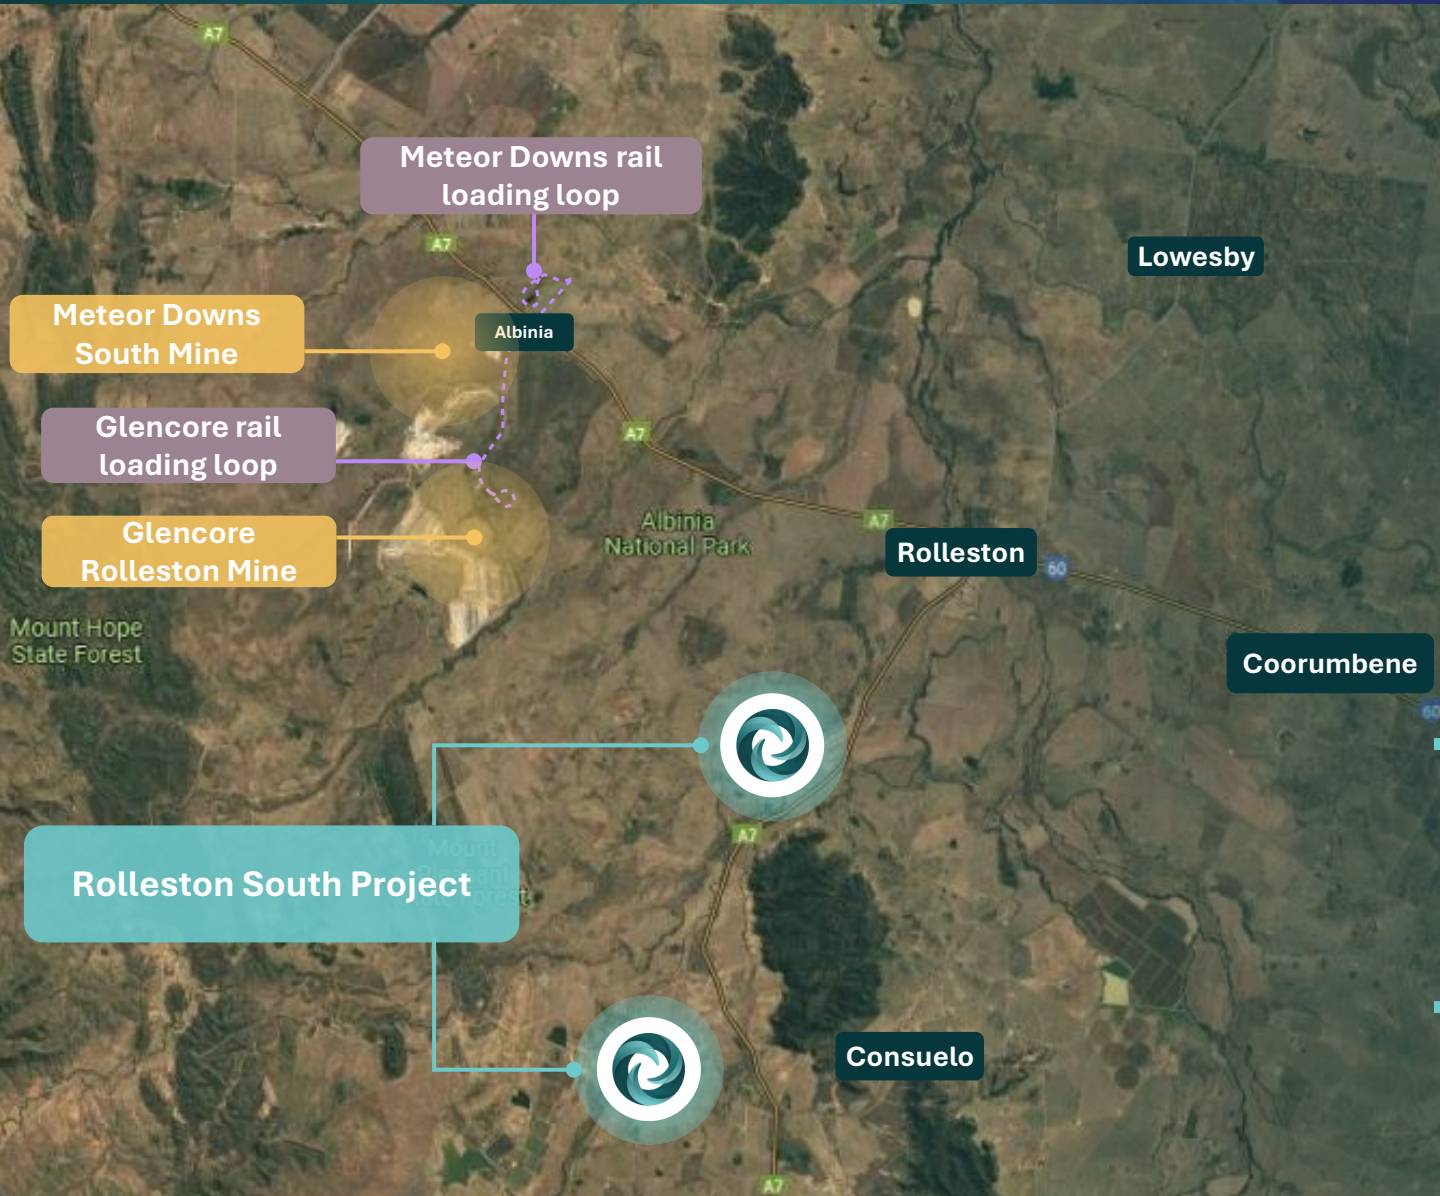 A7
Meteor Downs rail
loading loop
A7
Lowesby
Meteor Downs
South Mine
Albinia
Glencore rail
loading loop
A7
A7
Albinia
National Park
Glencore
Rolleston Mine
Rolleston
60
Mount Hope
State Forest
Coorumbene
60
A7
Mount
Rolleston South Project
Consuelo
A7